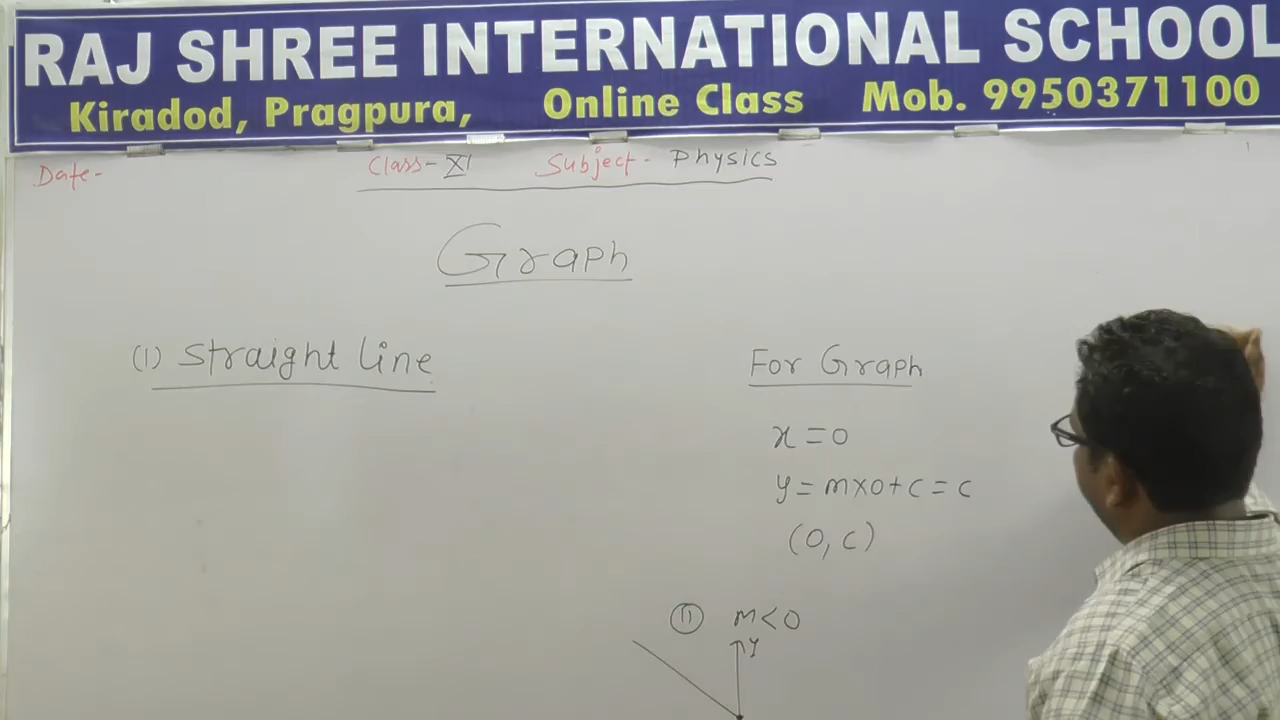 RAJ SHREE INTERNATIONAL SCHOOL
Kiradod, Pragpura, Online Class Mob. 9950371100
Date- Class- XI Subject- Physics
Graph
(1) Straight Line
For Graph
x = 0
y = m×0+c = c
(0, c)
(ii) m<0
y